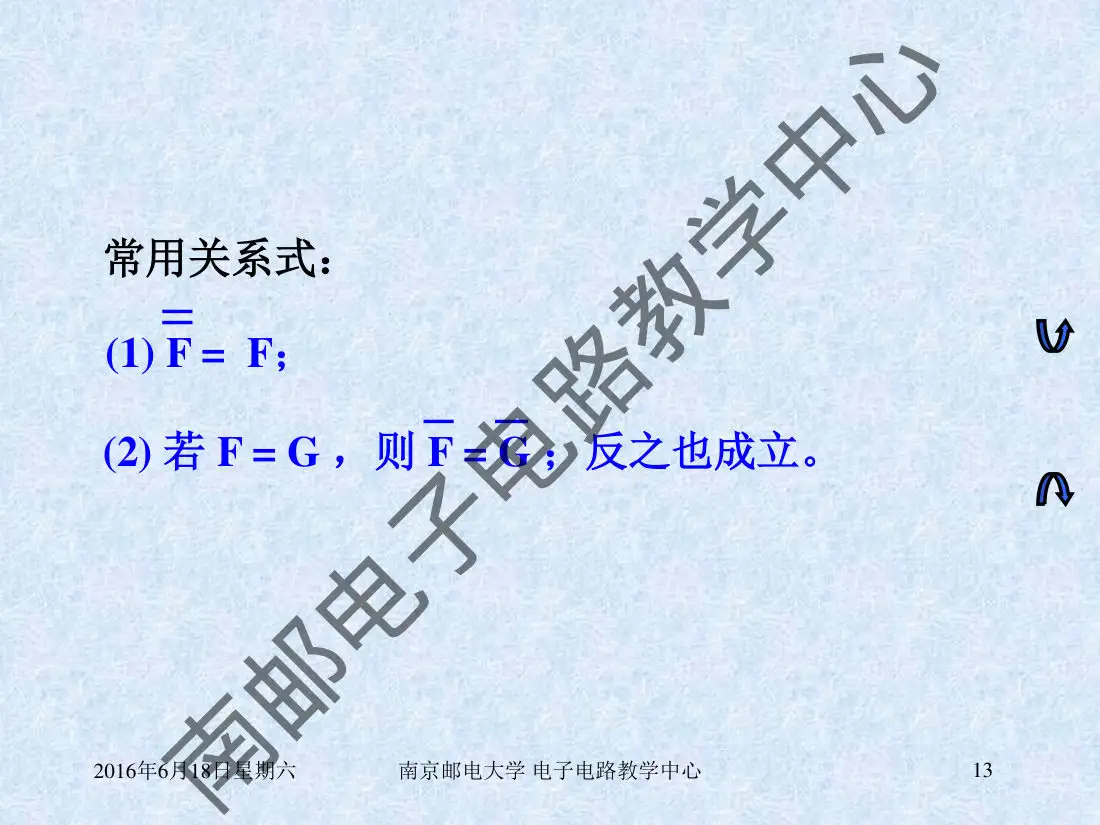 常用关系式：
(1) F̿ = F；
(2) 若 F = G ，则 F̅ = G̅ ；反之也成立。
南邮电子电路教学中心
2016年6月18日星期六
南京邮电大学 电子电路教学中心
13